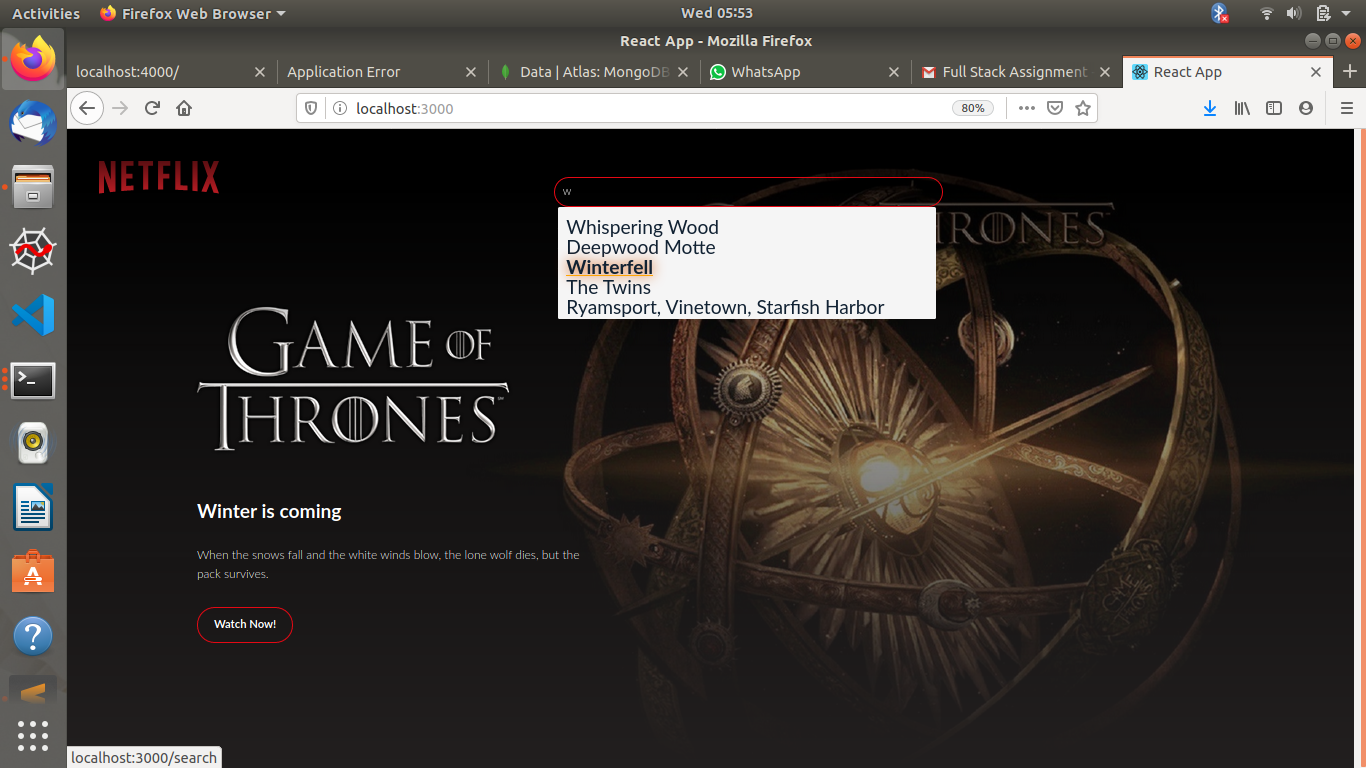 Activities
Firefox Web Browser
Wed 05:53
React App - Mozilla Firefox
localhost:4000/
Application Error
Data | Atlas: MongoDB
WhatsApp
Full Stack Assignment
React App
localhost:3000
80%
NETFLIX
w
Whispering Wood
Deepwood Motte
Winterfell
The Twins
Ryamsport, Vinetown, Starfish Harbor
HRONES
GAME OF
THRONES
Winter is coming
When the snows fall and the white winds blow, the lone wolf dies, but the
pack survives.
Watch Now!
localhost:3000/search